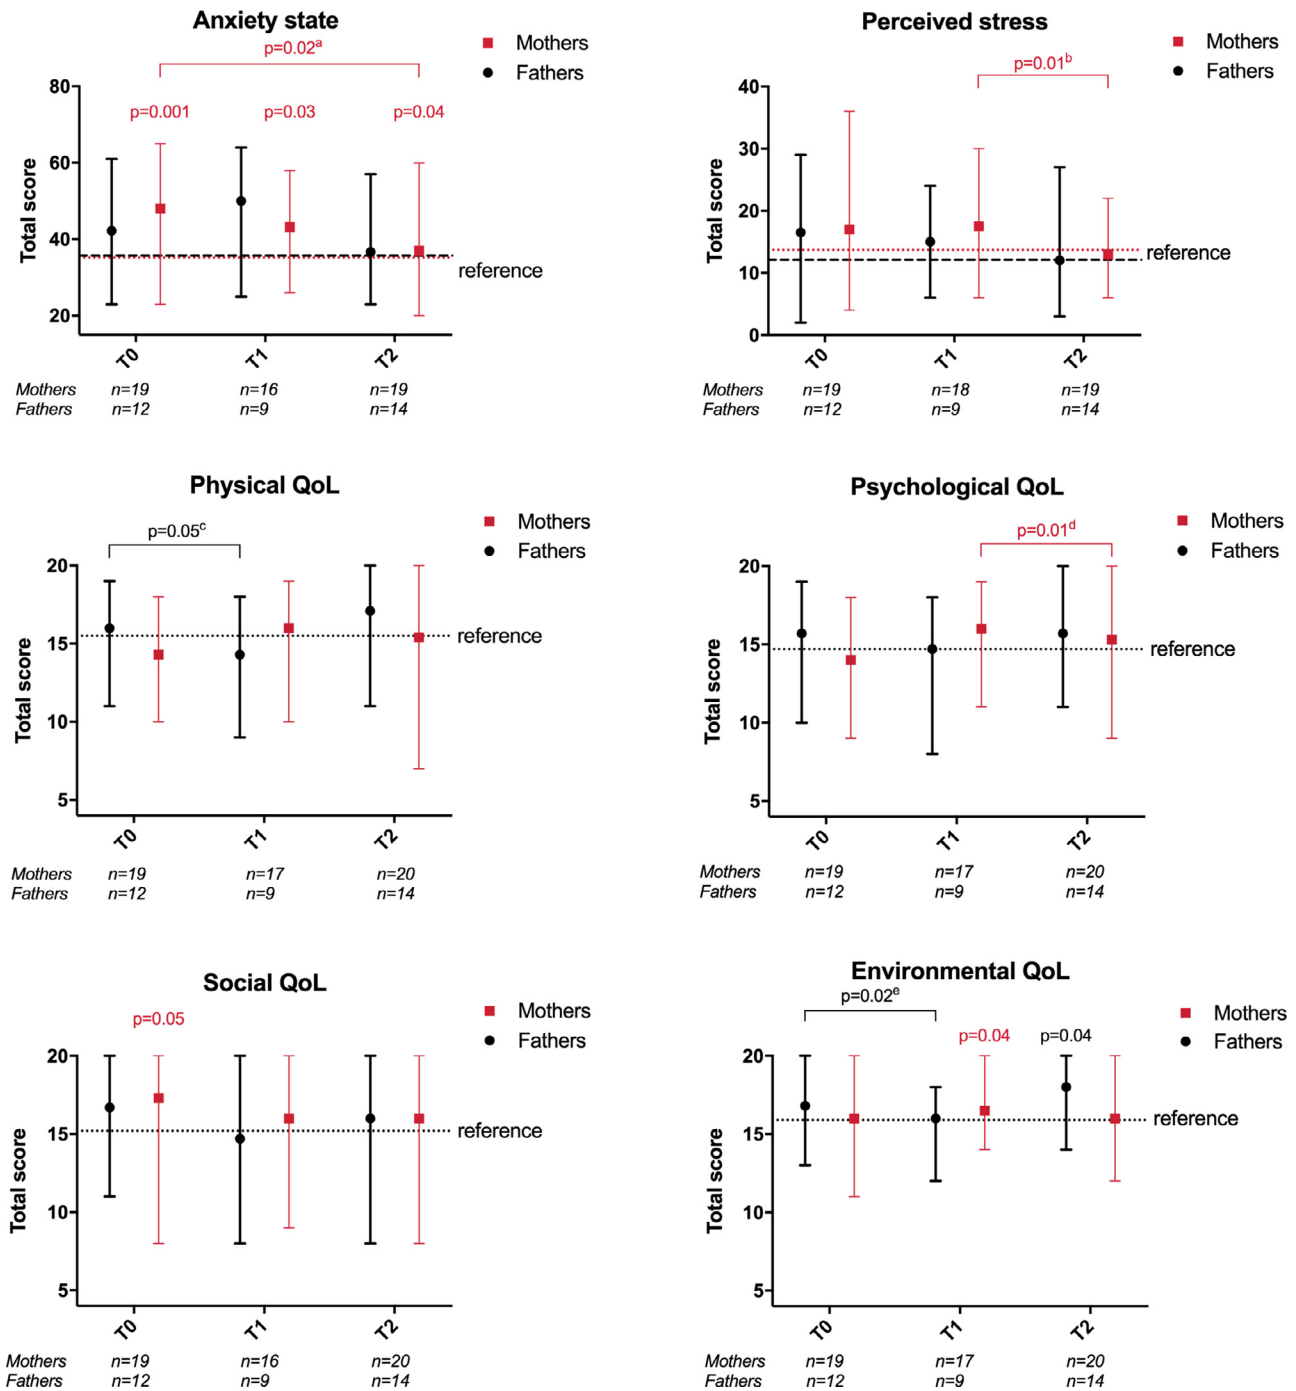 Anxiety state
Mothers
Fathers
p=0.02a
p=0.001 p=0.03 p=0.04
80
60
40
20
Total score
reference
T0 T1 T2
Mothers n=19 n=16 n=19
Fathers n=12 n=9 n=14
Perceived stress
Mothers
Fathers
p=0.01b
40
30
20
10
0
Total score
reference
T0 T1 T2
Mothers n=19 n=18 n=19
Fathers n=12 n=9 n=14
Physical QoL
Mothers
Fathers
p=0.05c
20
15
10
5
Total score
reference
T0 T1 T2
Mothers n=19 n=17 n=20
Fathers n=12 n=9 n=14
Psychological QoL
Mothers
Fathers
p=0.01d
20
15
10
5
Total score
reference
T0 T1 T2
Mothers n=19 n=17 n=20
Fathers n=12 n=9 n=14
Social QoL
Mothers
Fathers
p=0.05
20
15
10
5
Total score
reference
T0 T1 T2
Mothers n=19 n=16 n=20
Fathers n=12 n=9 n=14
Environmental QoL
Mothers
Fathers
p=0.02e
p=0.04 p=0.04
20
15
10
5
Total score
reference
T0 T1 T2
Mothers n=19 n=17 n=20
Fathers n=12 n=9 n=14